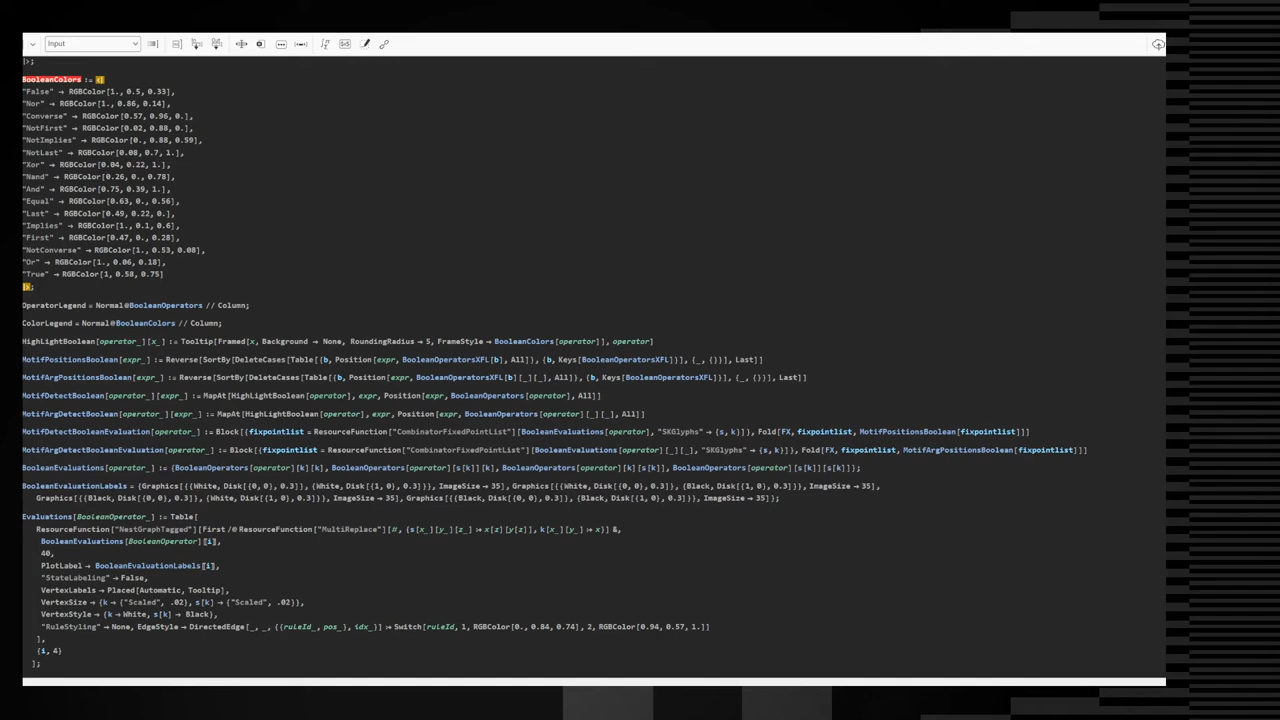 Input
|>;
BooleanColors := <|
"False" → RGBColor[1., 0.5, 0.33],
"Nor" → RGBColor[1., 0.86, 0.14],
"Converse" → RGBColor[0.57, 0.96, 0.],
"NotFirst" → RGBColor[0.02, 0.88, 0.],
"NotImplies" → RGBColor[0., 0.88, 0.59],
"NotLast" → RGBColor[0.08, 0.7, 1.],
"Xor" → RGBColor[0.04, 0.22, 1.],
"Nand" → RGBColor[0.26, 0., 0.78],
"And" → RGBColor[0.75, 0.39, 1.],
"Equal" → RGBColor[0.63, 0., 0.56],
"Last" → RGBColor[0.49, 0.22, 0.],
"Implies" → RGBColor[1., 0.1, 0.6],
"First" → RGBColor[0.47, 0., 0.28],
"NotConverse" → RGBColor[1., 0.53, 0.08],
"Or" → RGBColor[1., 0.06, 0.18],
"True" → RGBColor[1, 0.58, 0.75]
|>;
OperatorLegend = Normal@BooleanOperators // Column;
ColorLegend = Normal@BooleanColors // Column;
HighLightBoolean[operator_][x_] := Tooltip[Framed[x, Background → None, RoundingRadius → 5, FrameStyle → BooleanColors[operator]], operator]
MotifPositionsBoolean[expr_] := Reverse[SortBy[DeleteCases[Table[{b, Position[expr, BooleanOperatorsXFL[b], All]}, {b, Keys[BooleanOperatorsXFL]}], {_, {}}], Last]]
MotifArgPositionsBoolean[expr_] := Reverse[SortBy[DeleteCases[Table[{b, Position[expr, BooleanOperatorsXFL[b][_][_], All]}, {b, Keys[BooleanOperatorsXFL]}], {_, {}}], Last]]
MotifDetectBoolean[operator_][expr_] := MapAt[HighLightBoolean[operator], expr, Position[expr, BooleanOperators[operator], All]]
MotifArgDetectBoolean[operator_][expr_] := MapAt[HighLightBoolean[operator], expr, Position[expr, BooleanOperators[operator][_][_], All]]
MotifDetectBooleanEvaluation[operator_] := Block[{fixpointlist = ResourceFunction["CombinatorFixedPointList"][BooleanEvaluations[operator], "SKGlyphs" → {s, k}]}, Fold[FX, fixpointlist, MotifPositionsBoolean[fixpointlist]]]
MotifArgDetectBooleanEvaluation[operator_] := Block[{fixpointlist = ResourceFunction["CombinatorFixedPointList"][BooleanEvaluations[operator][_][_], "SKGlyphs" → {s, k}]}, Fold[FX, fixpointlist, MotifArgPositionsBoolean[fixpointlist]]]
BooleanEvaluations[operator_] := {BooleanOperators[operator][k][k], BooleanOperators[operator][s[k]][k], BooleanOperators[operator][k][s[k]], BooleanOperators[operator][s[k]][s[k]]};
BooleanEvaluationLabels = {Graphics[{{White, Disk[{0, 0}, 0.3]}, {White, Disk[{1, 0}, 0.3]}}, ImageSize → 35], Graphics[{{White, Disk[{0, 0}, 0.3]}, {Black, Disk[{1, 0}, 0.3]}}, ImageSize → 35],
Graphics[{{Black, Disk[{0, 0}, 0.3]}, {White, Disk[{1, 0}, 0.3]}}, ImageSize → 35], Graphics[{{Black, Disk[{0, 0}, 0.3]}, {Black, Disk[{1, 0}, 0.3]}}, ImageSize → 35]};
Evaluations[BooleanOperator_] := Table[
ResourceFunction["NestGraphTagged"][First /@ ResourceFunction["MultiReplace"][#, {s[x_][y_][z_] :> x[z][y[z]], k[x_][y_] :> x}] &,
BooleanEvaluations[BooleanOperator]〚i〛,
40,
PlotLabel → BooleanEvaluationLabels〚i〛,
"StateLabeling" → False,
VertexLabels → Placed[Automatic, Tooltip],
VertexSize → {k → {"Scaled", .02}, s[k] → {"Scaled", .02}},
VertexStyle → {k → White, s[k] → Black},
"RuleStyling" → None, EdgeStyle → DirectedEdge[_, _, {{ruleId_, pos_}, idx_}] :> Switch[ruleId, 1, RGBColor[0., 0.84, 0.74], 2, RGBColor[0.94, 0.57, 1.]]
],
{i, 4}
];